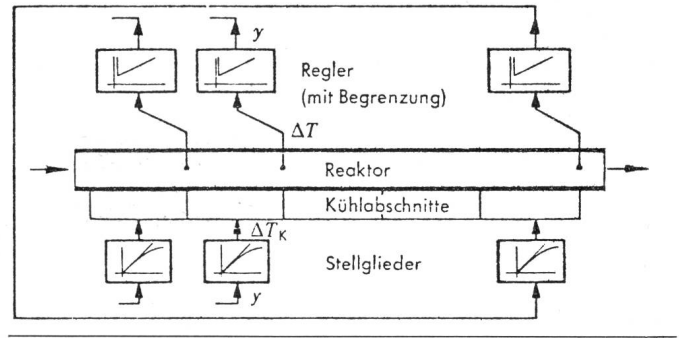 y
Regler
(mit Begrenzung)
ΔT
Reaktor
Kühlabschnitte
ΔT_K
Stellglieder
y